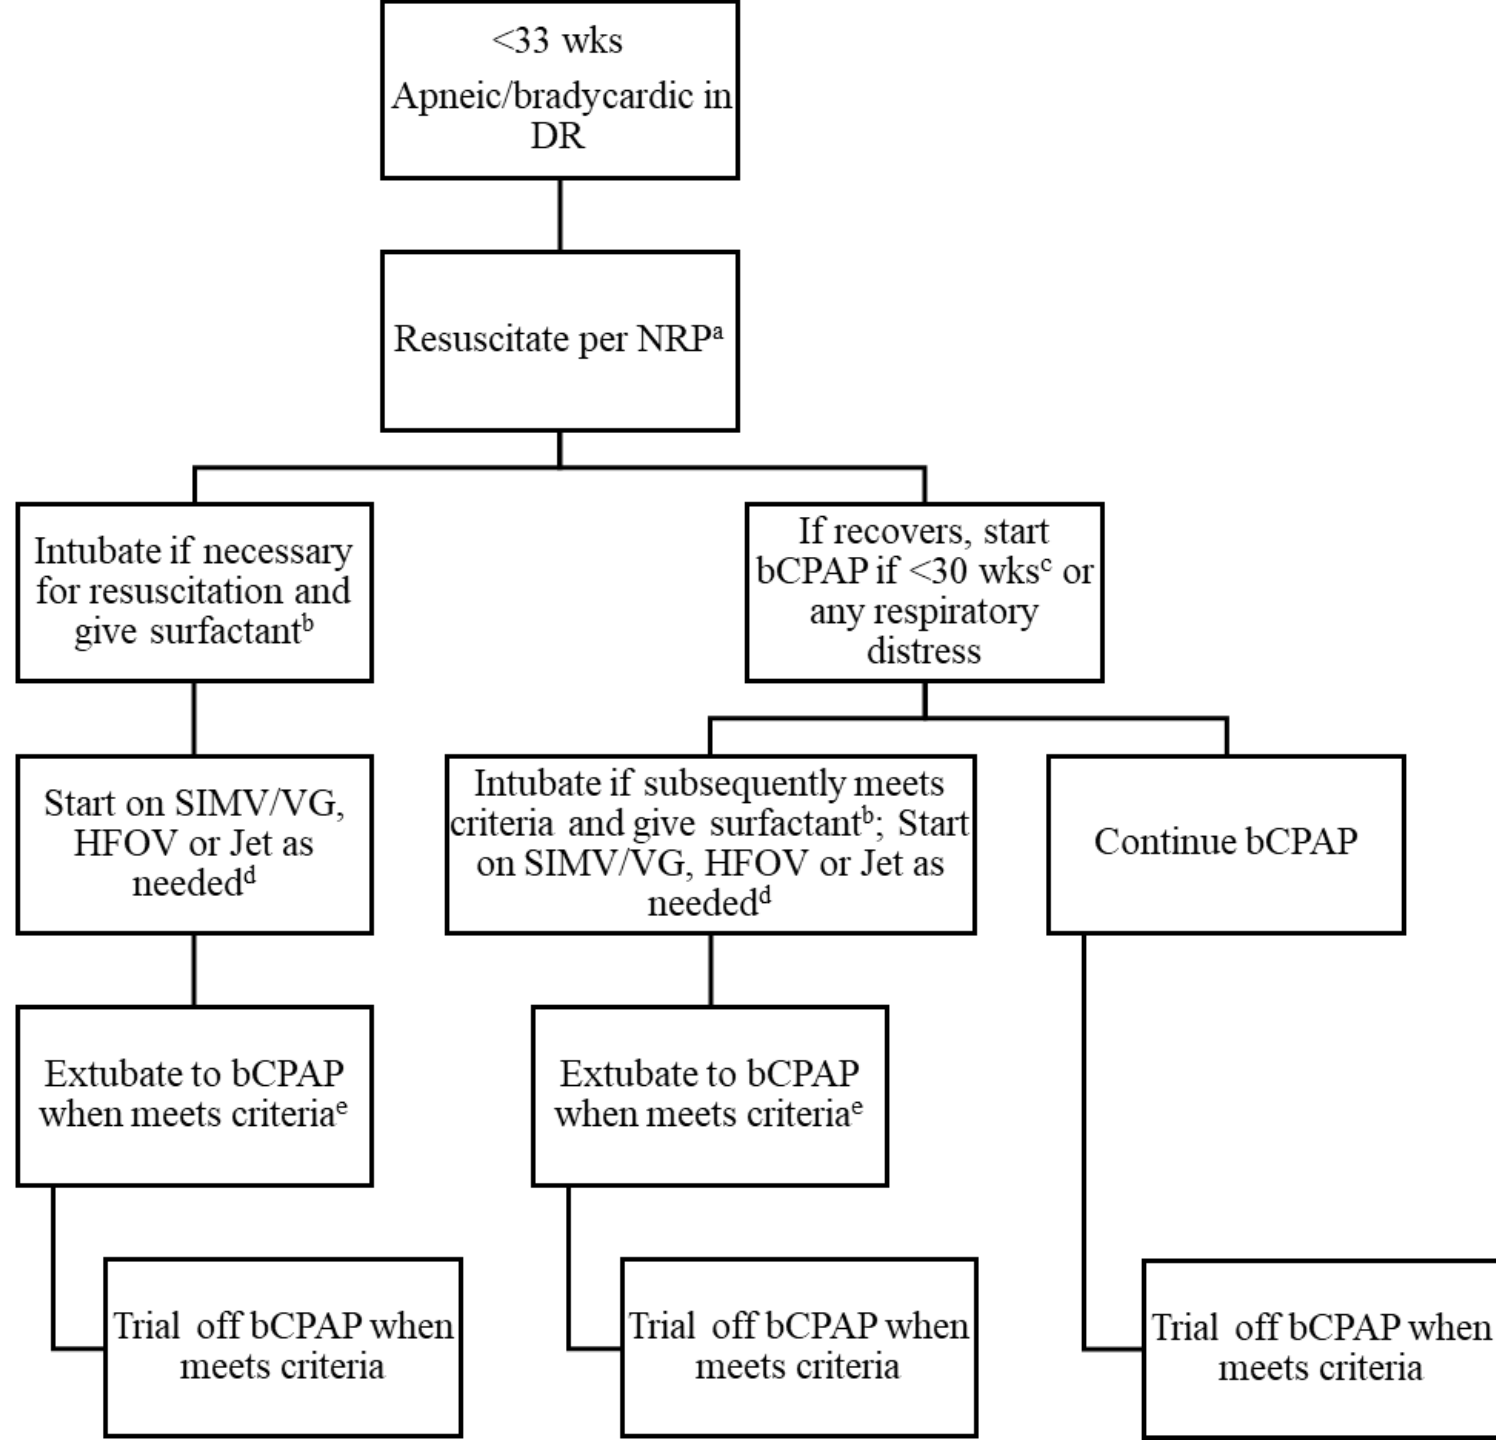 <33 wks
Apneic/bradycardic in
DR
Resuscitate per NRPᵃ
Intubate if necessary
for resuscitation and
give surfactantᵇ
If recovers, start
bCPAP if <30 wksᶜ or
any respiratory
distress
Start on SIMV/VG,
HFOV or Jet as
neededᵈ
Intubate if subsequently meets
criteria and give surfactantᵇ; Start
on SIMV/VG, HFOV or Jet as
neededᵈ
Continue bCPAP
Extubate to bCPAP
when meets criteriaᵉ
Extubate to bCPAP
when meets criteriaᵉ
Trial off bCPAP when
meets criteria
Trial off bCPAP when
meets criteria
Trial off bCPAP when
meets criteria